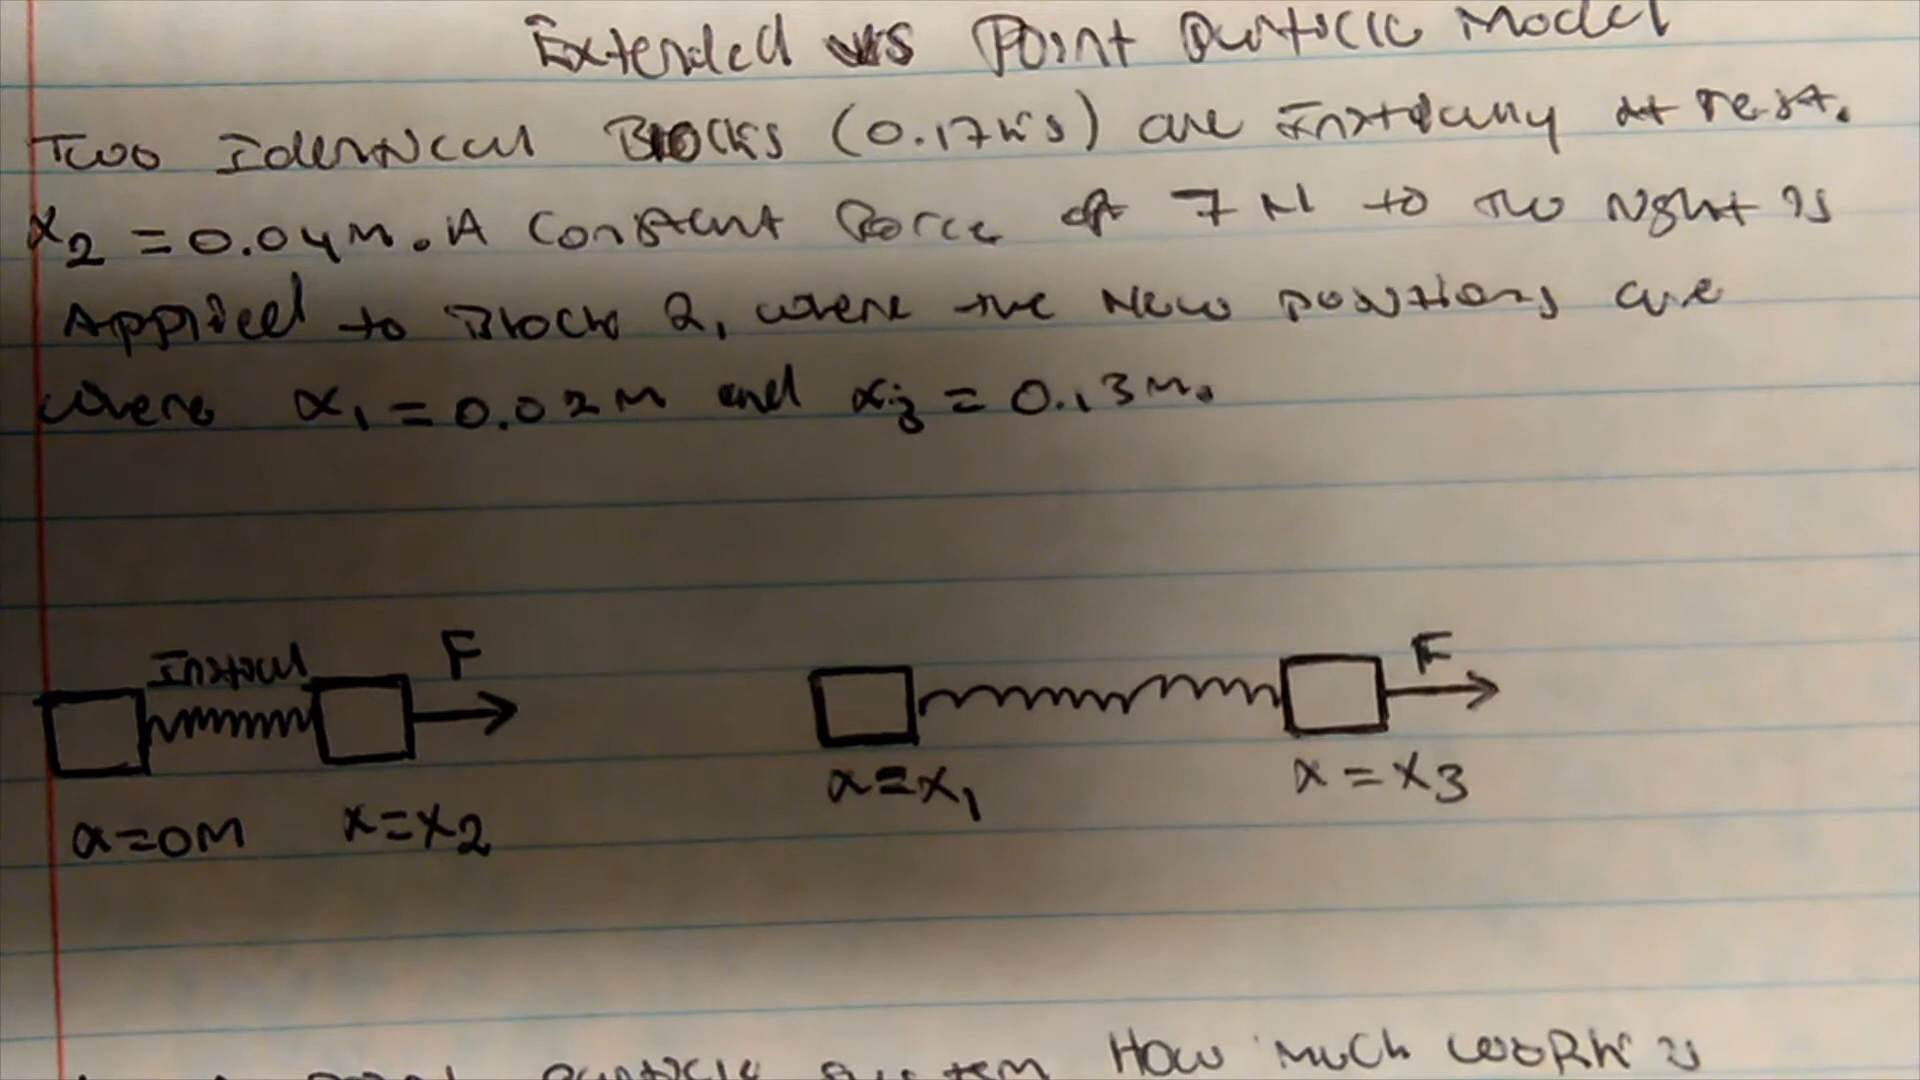 Extended vs Point Particle Model
Two Identical Blocks (0.17kg) are Initially at rest.
x2 = 0.04m. A Constant Force of 7 N to the right is
Applied to Block 2, where the New positions are
where x1 = 0.02m and x3 = 0.13m.
Initial F F
x=0m x=x2 x=x1 x=x3
particle system How much work is